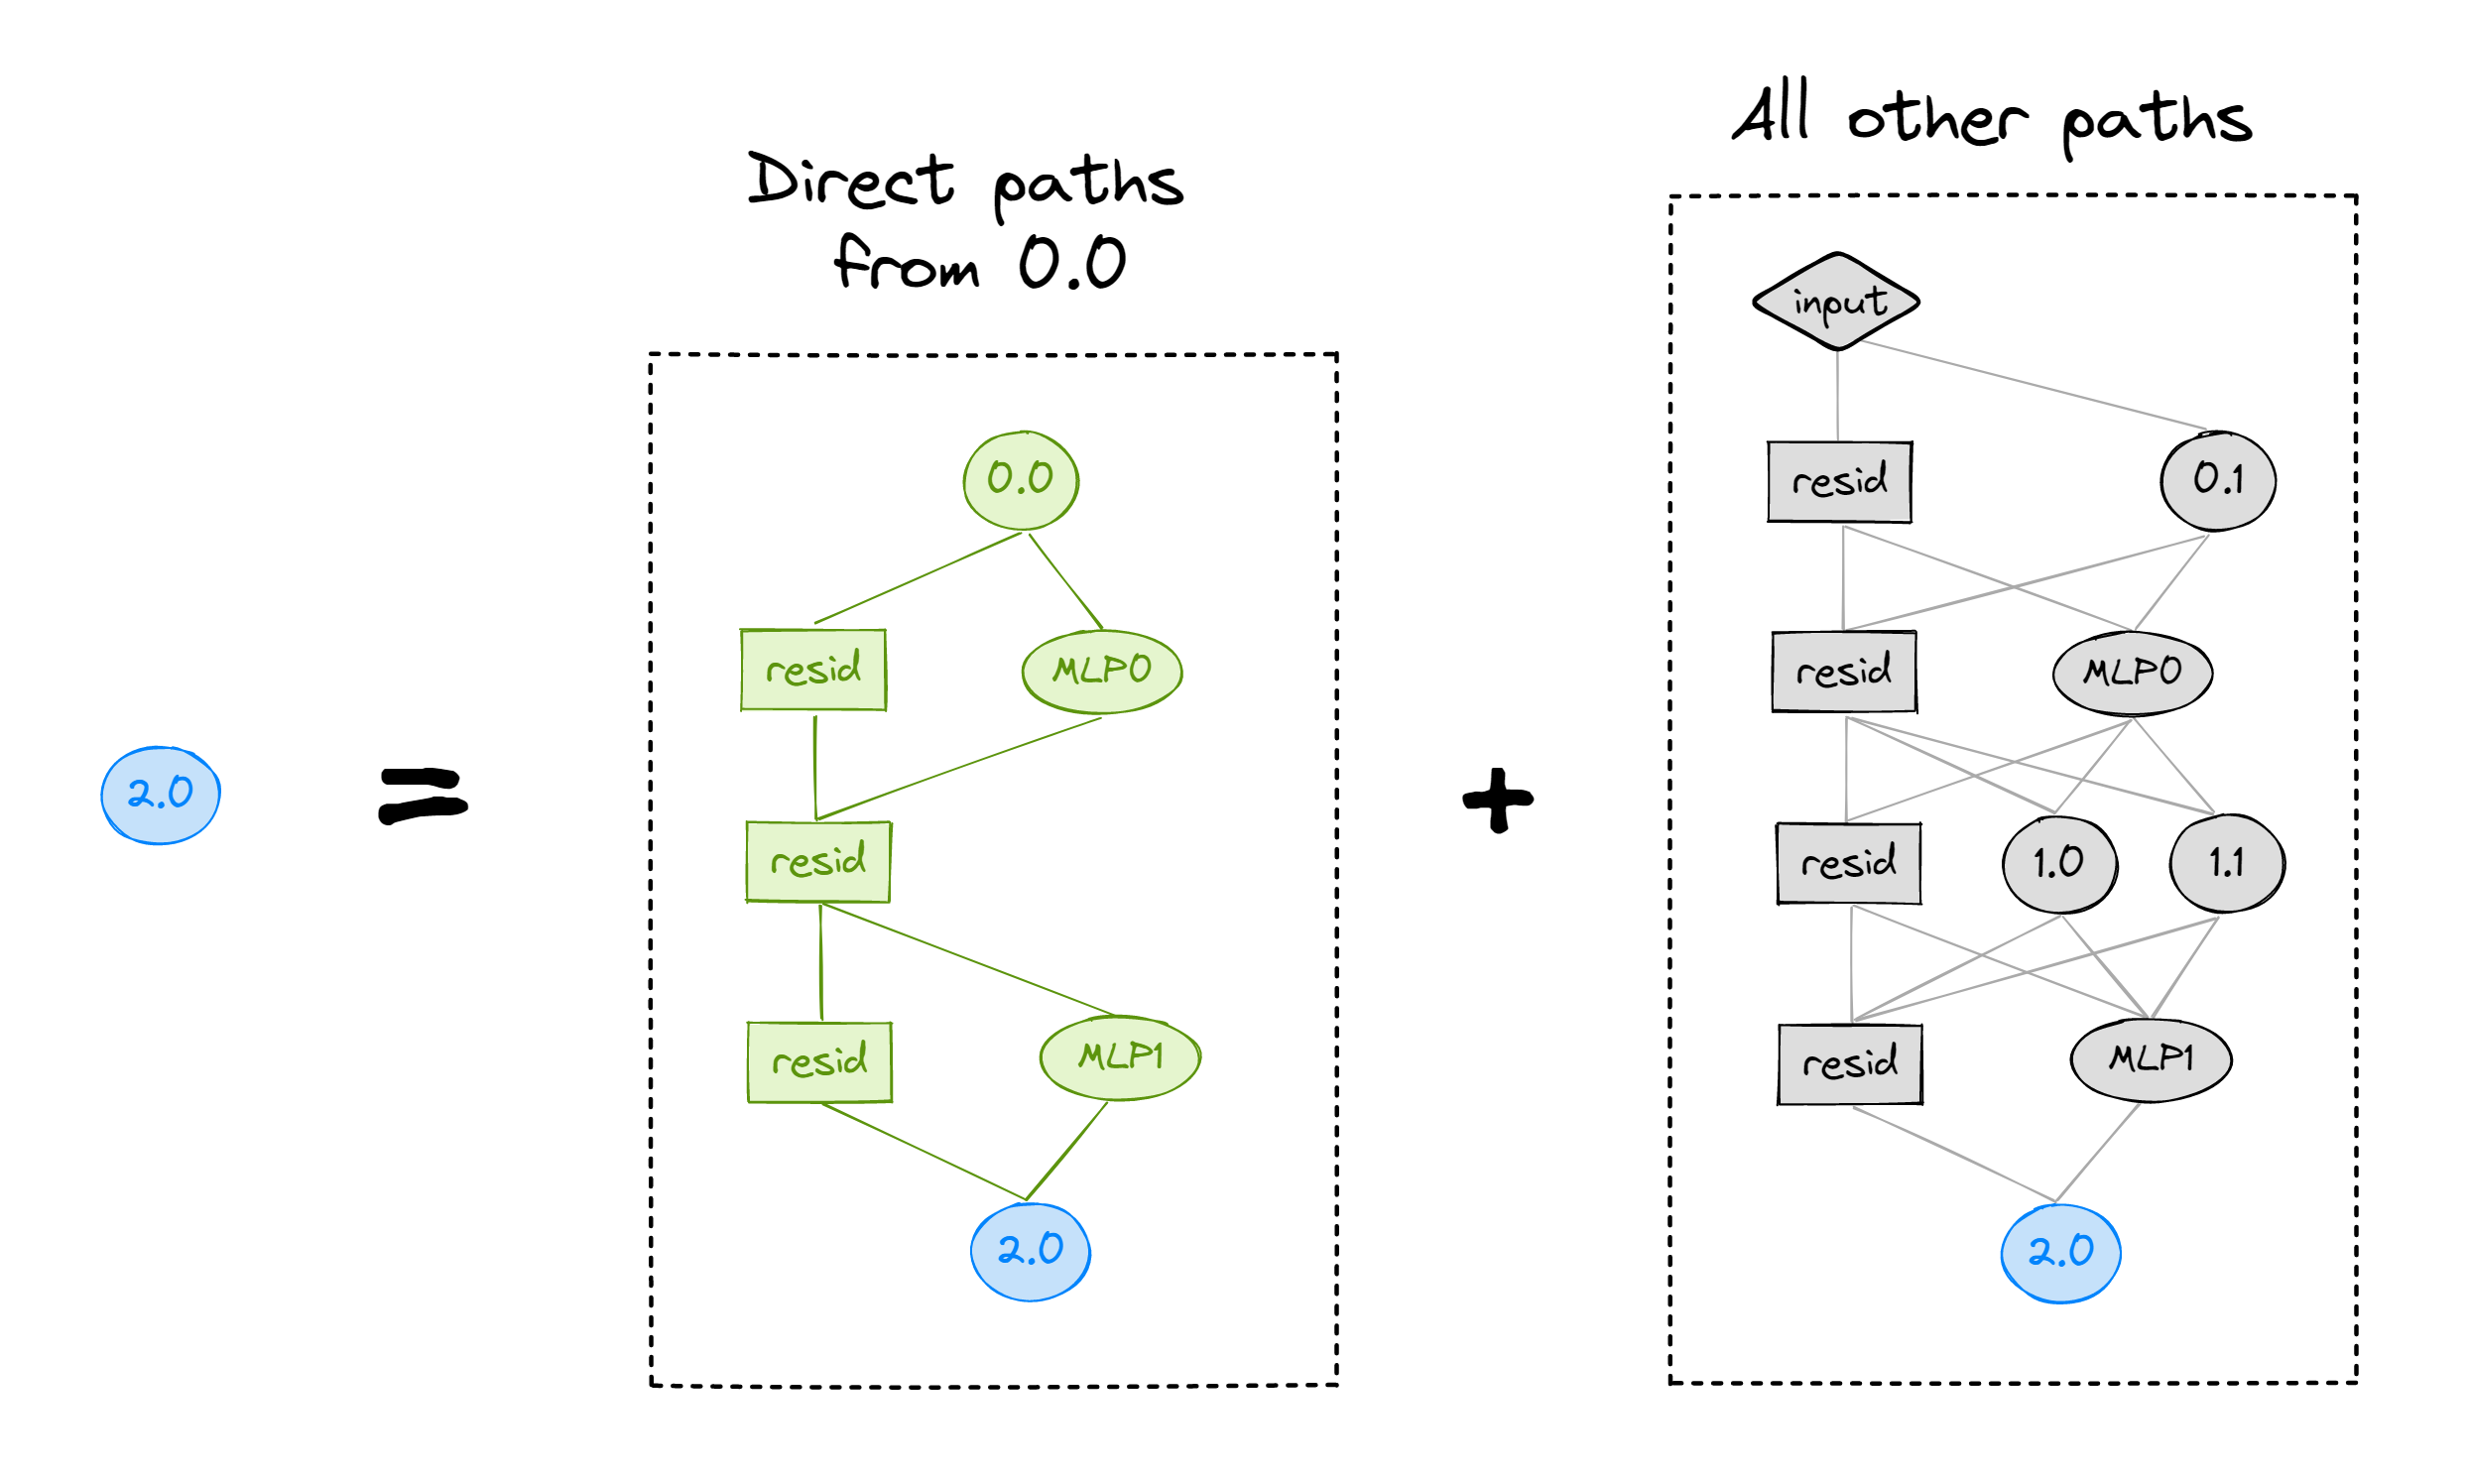 All other paths
Direct paths
from 0.0
input
0.0
resid
0.1
resid
MLP0
resid
MLP0
2.0
=
+
resid
resid
1.0
1.1
resid
MLP1
resid
MLP1
2.0
2.0